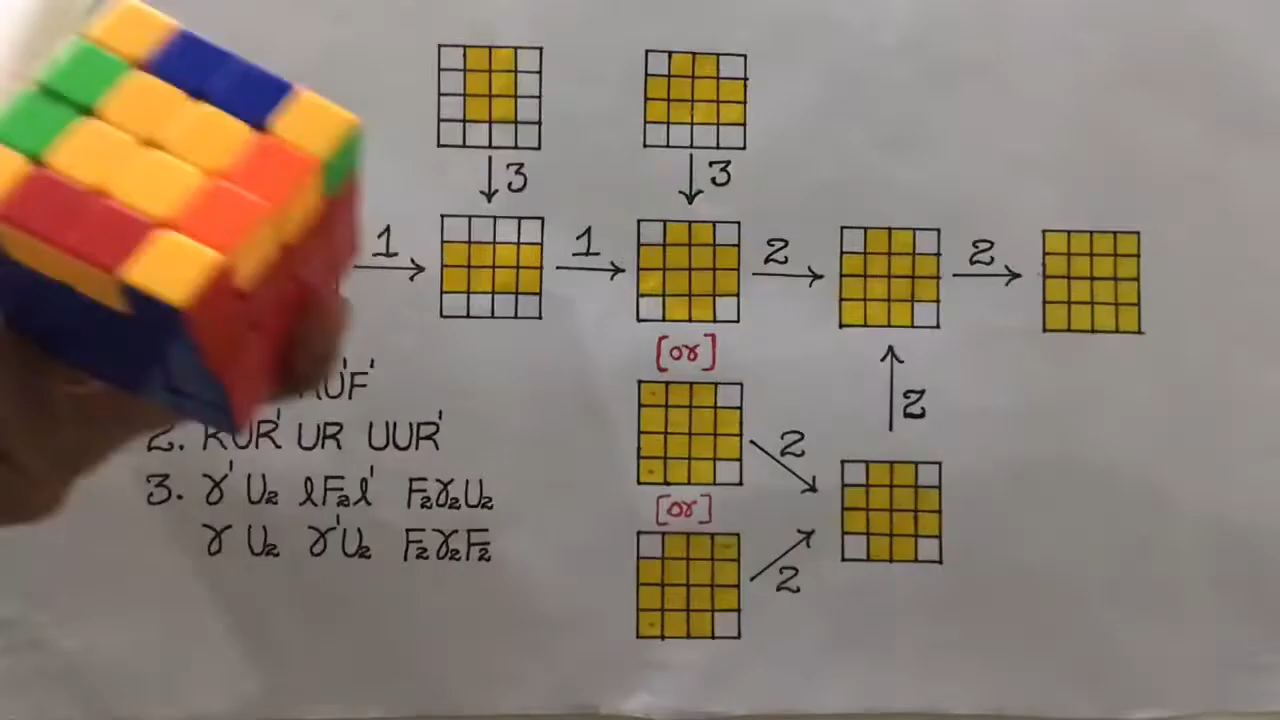 3
3
1
1
2
2
[or]
RU'F'
2
2. RUR' UR UUR'
2
3. r' U₂ lF₂l' F₂r₂U₂
[or]
r U₂ r'U₂ F₂r₂F₂
2